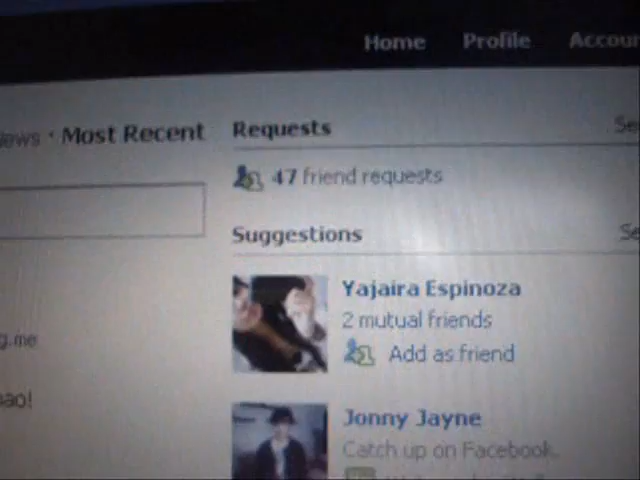 Home Profile
Most Recent
Requests
47 friend requests
Suggestions
Yajaira Espinoza
2 mutual friends
Add as friend
Jonny Jayne
Catch up on Facebook.